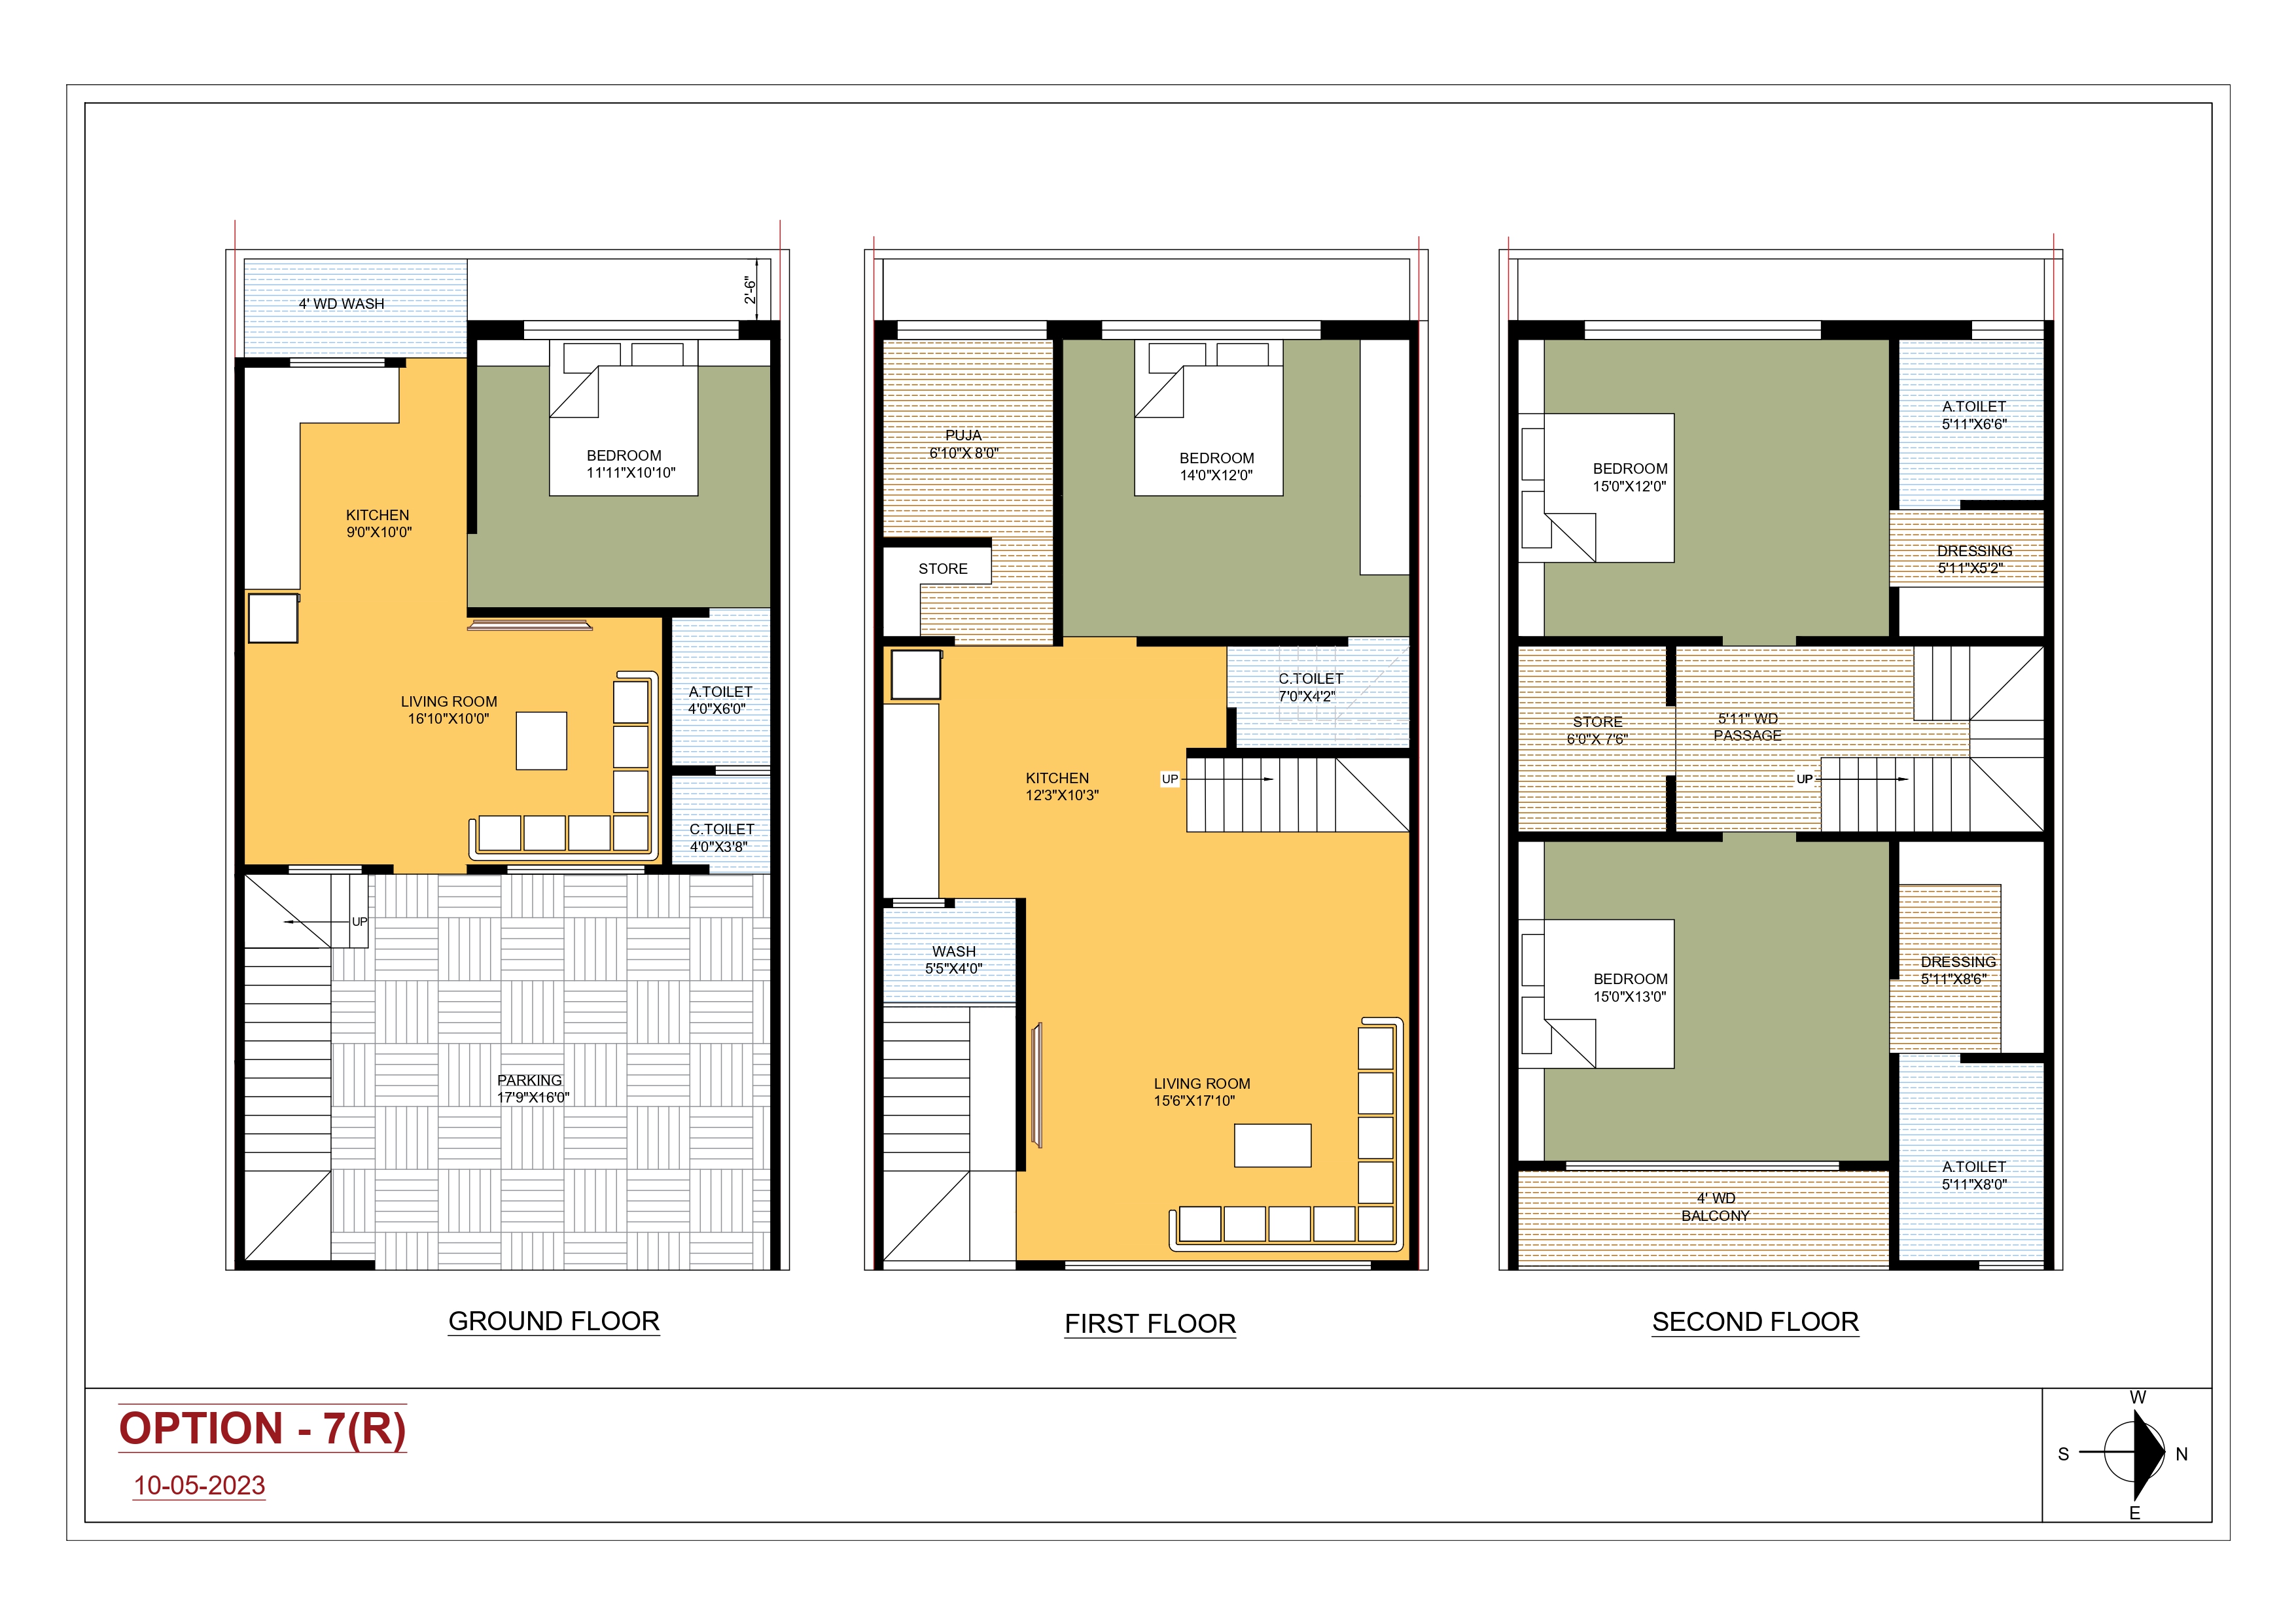 4' WD WASH
2'-6"
BEDROOM
11'11"X10'10"
KITCHEN
9'0"X10'0"
LIVING ROOM
16'10"X10'0"
A.TOILET
4'0"X6'0"
C.TOILET
4'0"X3'8"
UP
PARKING
17'9"X16'0"
GROUND FLOOR
PUJA
6'10"X 8'0"
BEDROOM
14'0"X12'0"
STORE
C.TOILET
7'0"X4'2"
KITCHEN
12'3"X10'3"
UP
WASH
5'5"X4'0"
LIVING ROOM
15'6"X17'10"
FIRST FLOOR
A.TOILET
5'11"X6'6"
BEDROOM
15'0"X12'0"
DRESSING
5'11"X5'2"
STORE
6'0"X 7'6"
5'11" WD
PASSAGE
UP
BEDROOM
15'0"X13'0"
DRESSING
5'11"X8'6"
A.TOILET
5'11"X8'0"
4' WD
BALCONY
SECOND FLOOR
OPTION - 7(R)
10-05-2023
W
S
N
E